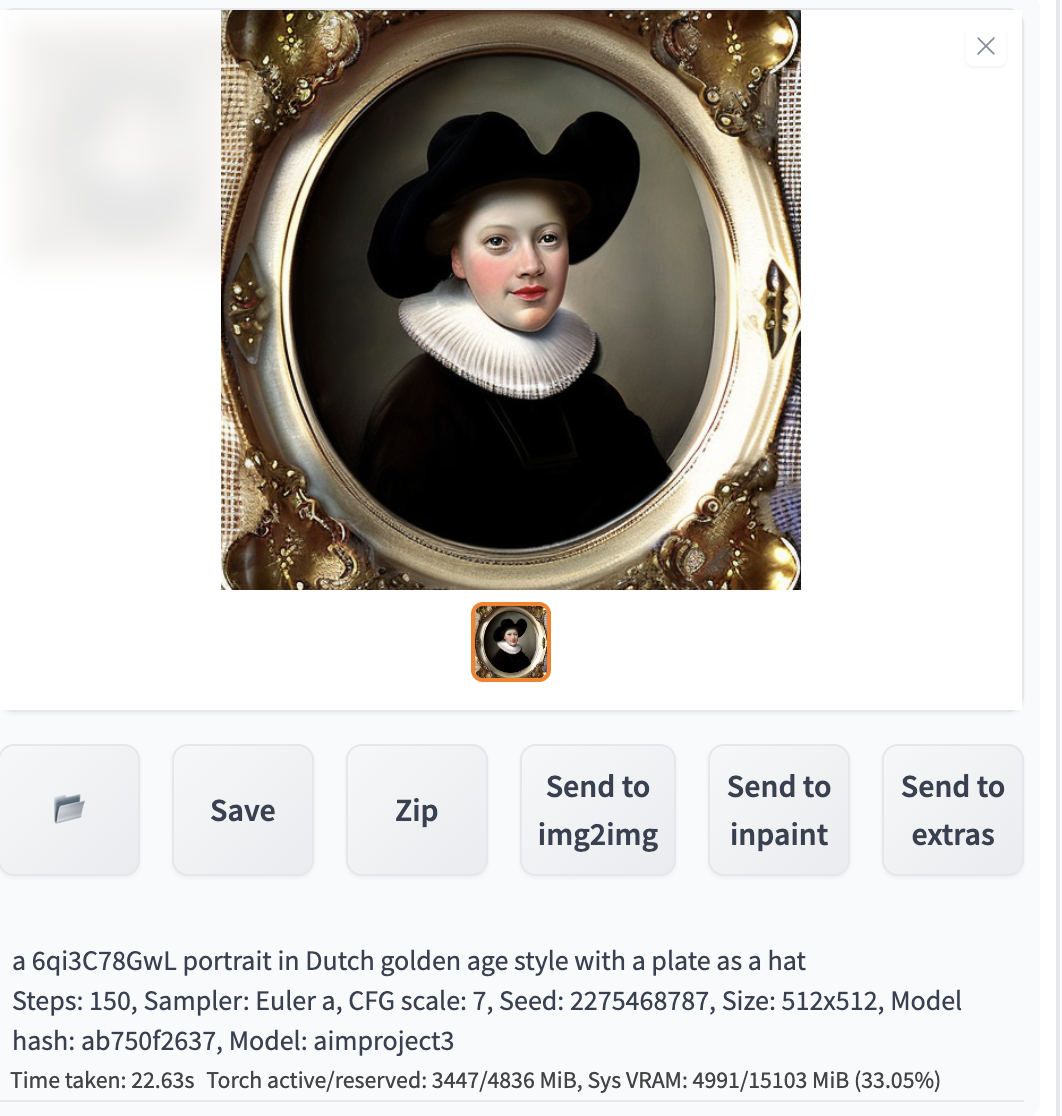 Save
Zip
Send to
img2img
Send to
inpaint
Send to
extras
a 6qi3C78GwL portrait in Dutch golden age style with a plate as a hat
Steps: 150, Sampler: Euler a, CFG scale: 7, Seed: 2275468787, Size: 512x512, Model
hash: ab750f2637, Model: aimproject3
Time taken: 22.63s Torch active/reserved: 3447/4836 MiB, Sys VRAM: 4991/15103 MiB (33.05%)